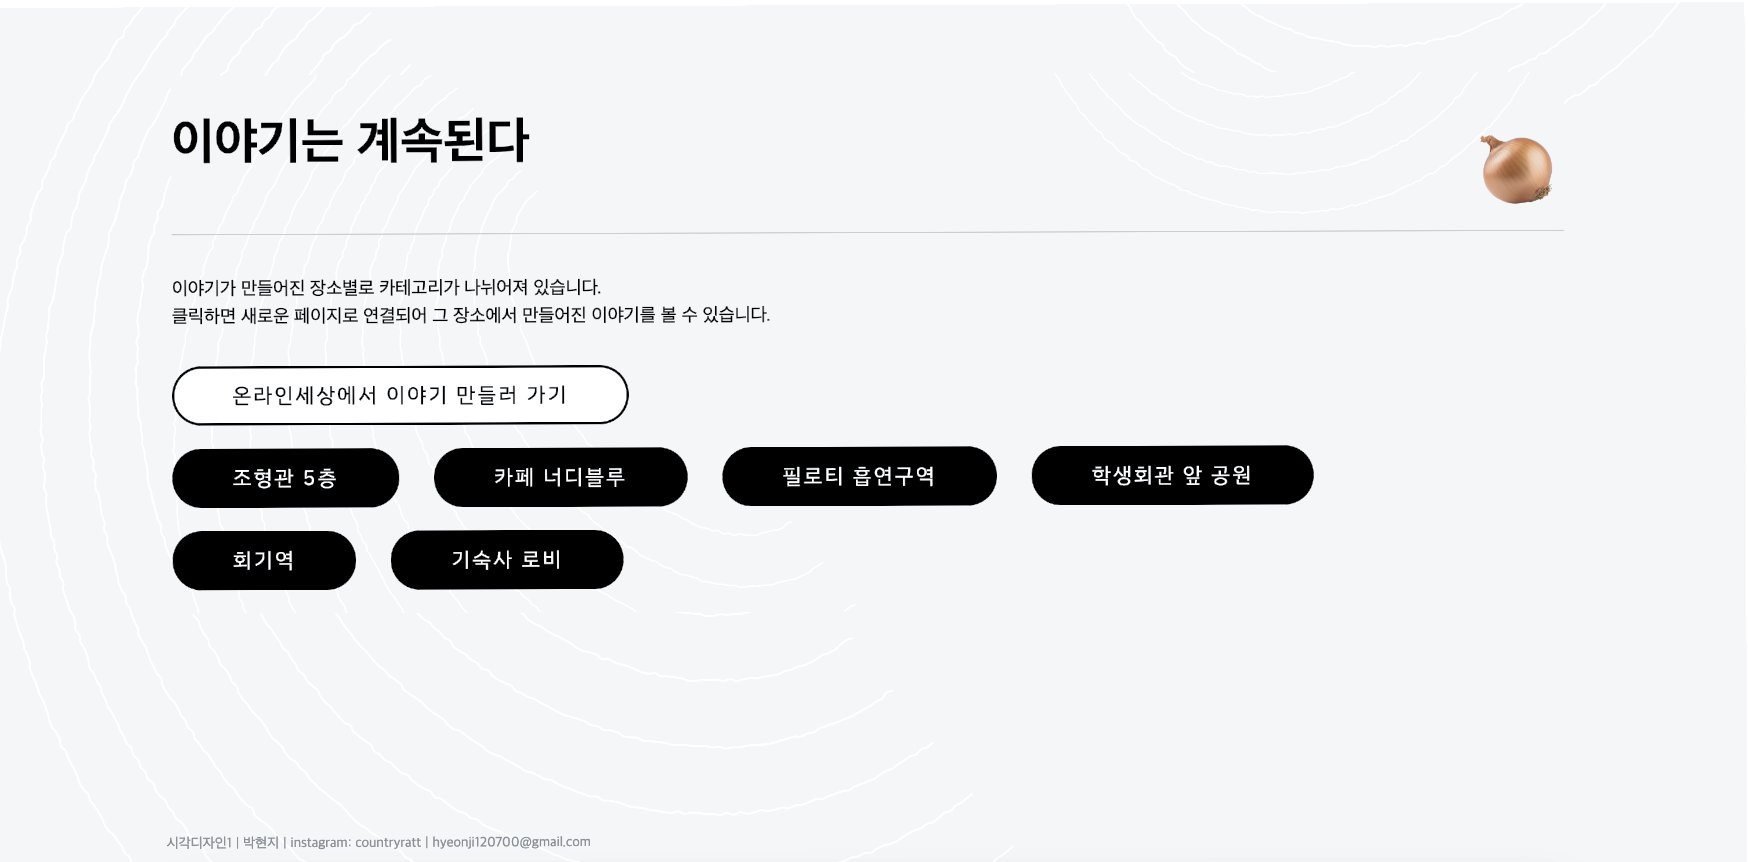 이야기는 계속된다
이야기가 만들어진 장소별로 카테고리가 나뉘어져 있습니다.
클릭하면 새로운 페이지로 연결되어 그 장소에서 만들어진 이야기를 볼 수 있습니다.
온라인세상에서 이야기 만들러 가기
조형관 5층 카페 너디블루 필로티 흡연구역 학생회관 앞 공원
회기역 기숙사 로비
시각디자인1 | 박현지 | instagram: countryratt | hyeonji120700@gmail.com